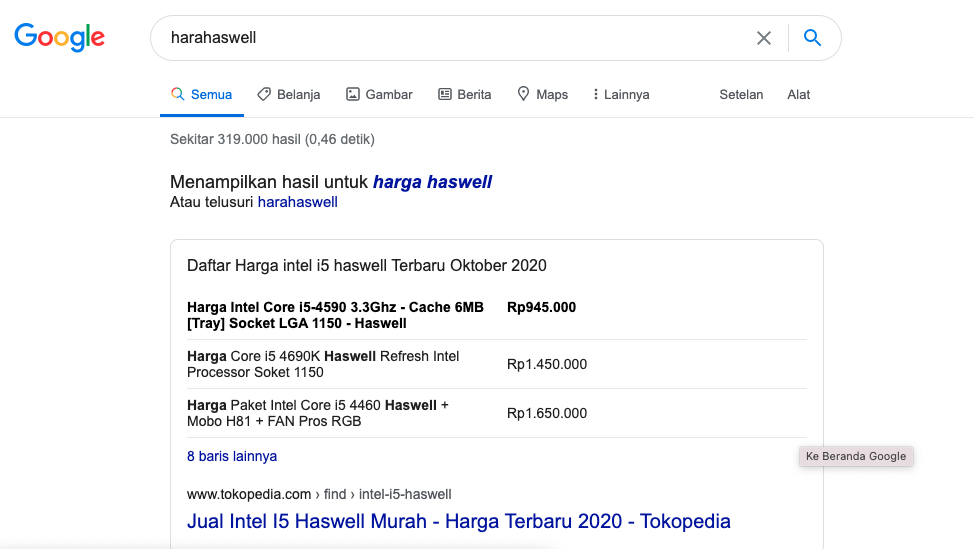 Google
harahaswell
Semua Belanja Gambar Berita Maps Lainnya Setelan Alat
Sekitar 319.000 hasil (0,46 detik)
Menampilkan hasil untuk harga haswell
Atau telusuri harahaswell
Daftar Harga intel i5 haswell Terbaru Oktober 2020
Harga Intel Core i5-4590 3.3Ghz - Cache 6MB Rp945.000
[Tray] Socket LGA 1150 - Haswell
Harga Core i5 4690K Haswell Refresh Intel
Processor Soket 1150 Rp1.450.000
Harga Paket Intel Core i5 4460 Haswell +
Mobo H81 + FAN Pros RGB Rp1.650.000
8 baris lainnya
Ke Beranda Google
www.tokopedia.com › find › intel-i5-haswell
Jual Intel I5 Haswell Murah - Harga Terbaru 2020 - Tokopedia